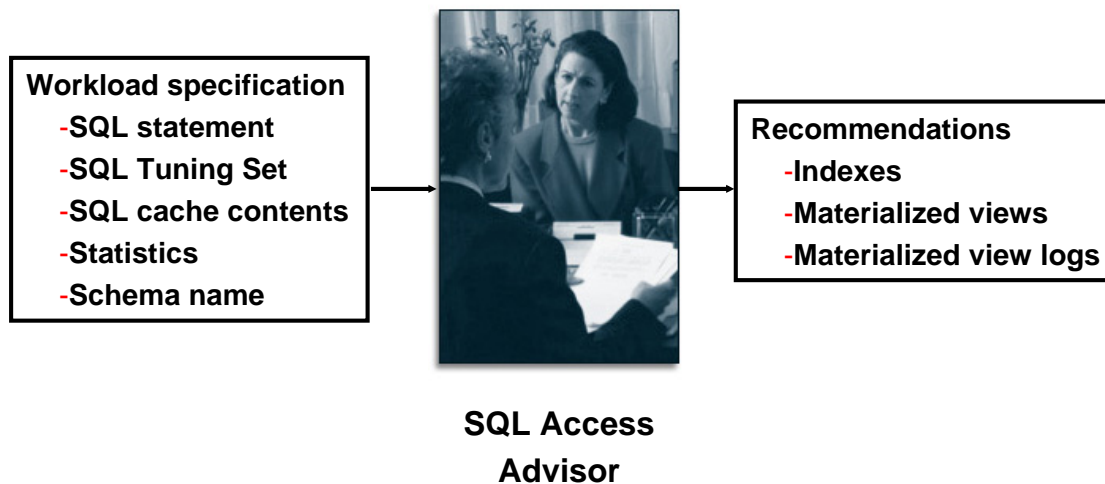 Workload specification
-SQL statement
-SQL Tuning Set
-SQL cache contents
-Statistics
-Schema name
Recommendations
-Indexes
-Materialized views
-Materialized view logs
SQL Access
Advisor